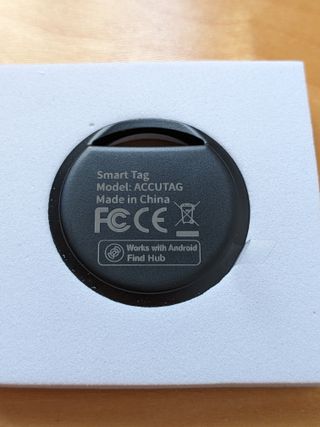 Smart Tag
Model: ACCUTAG
Made in China
FC CE
Works with Android
Find Hub